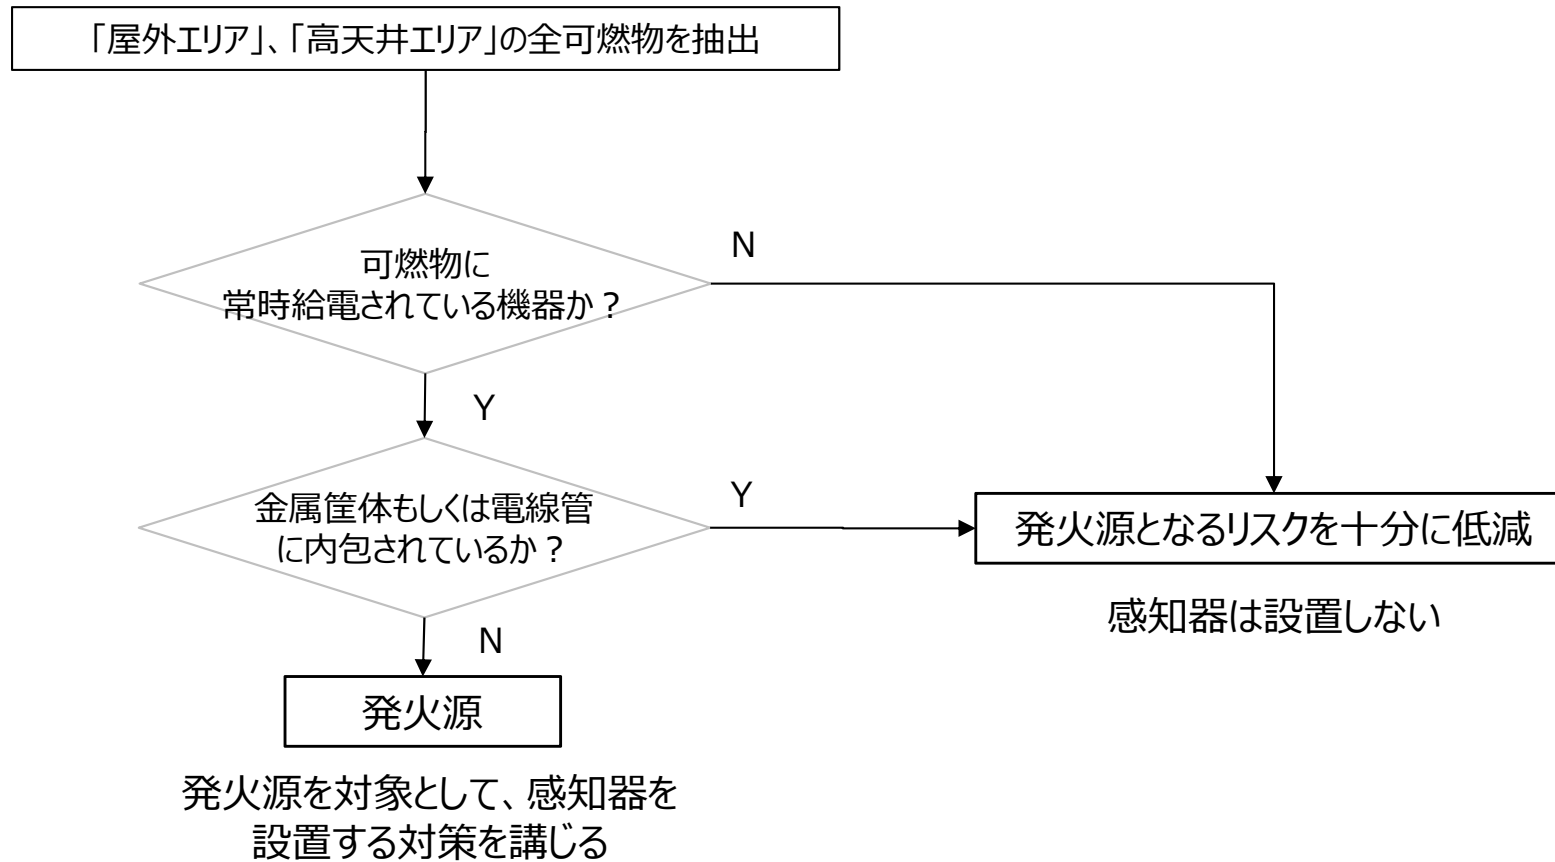 「屋外エリア」、「高天井エリア」の全可燃物を抽出
可燃物に
常時給電されている機器か？
N
Y
金属筐体もしくは電線管
に内包されているか？
Y
発火源となるリスクを十分に低減
感知器は設置しない
N
発火源
発火源を対象として、感知器を
設置する対策を講じる